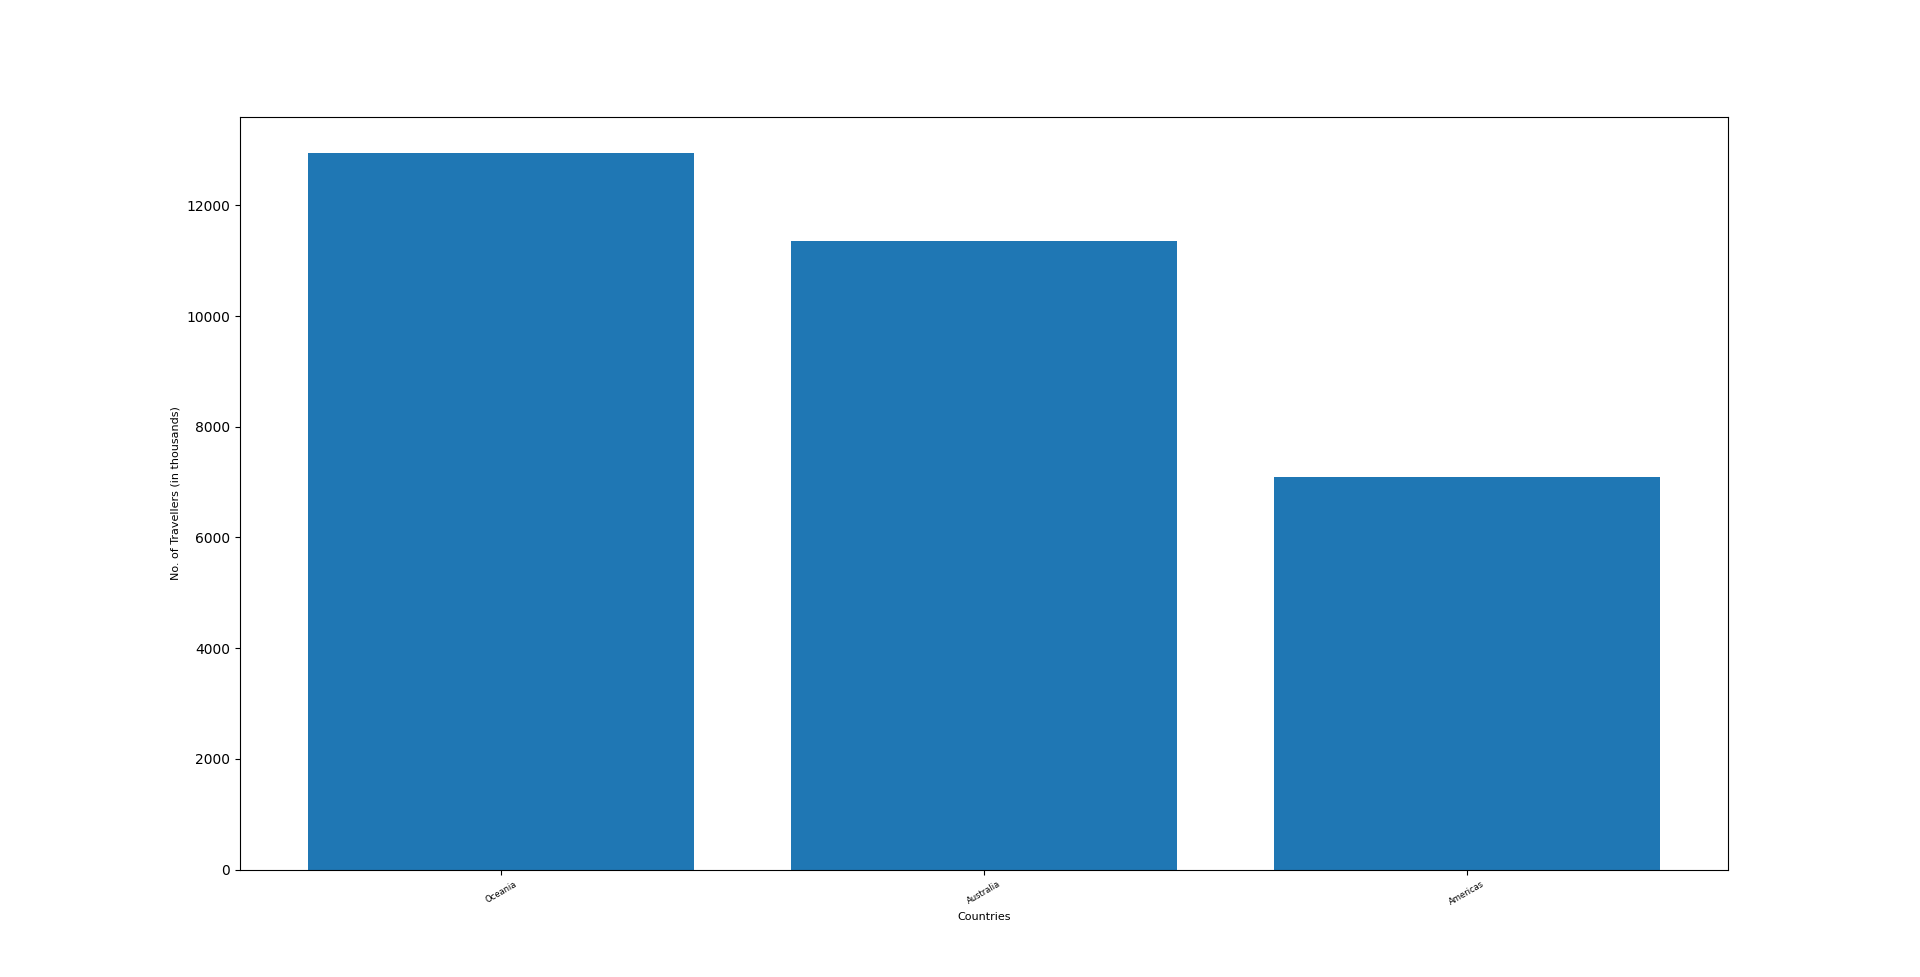 12000
10000
8000
6000
4000
2000
0
No. of Travellers (in thousands)
Oceania
Australia
Americas
Countries